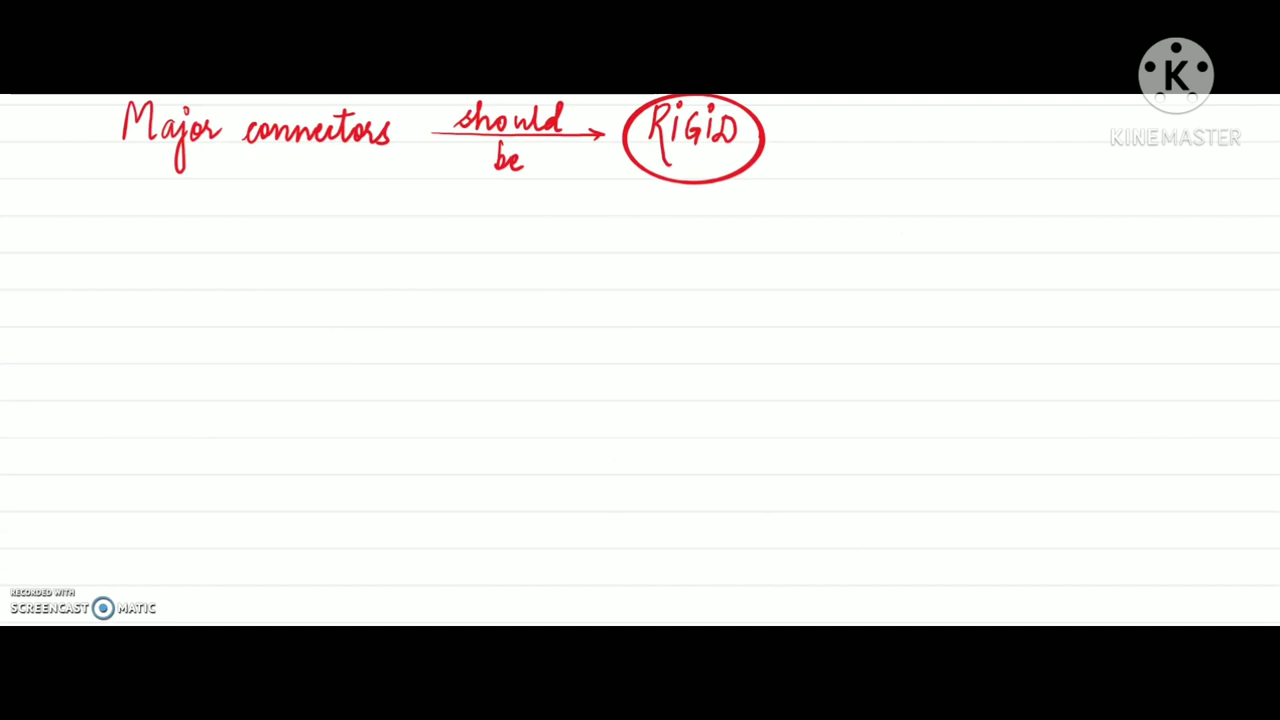 Major connectors should be RiGiD
K
KINEMASTER
RECORDED WITH
SCREENCAST MATIC